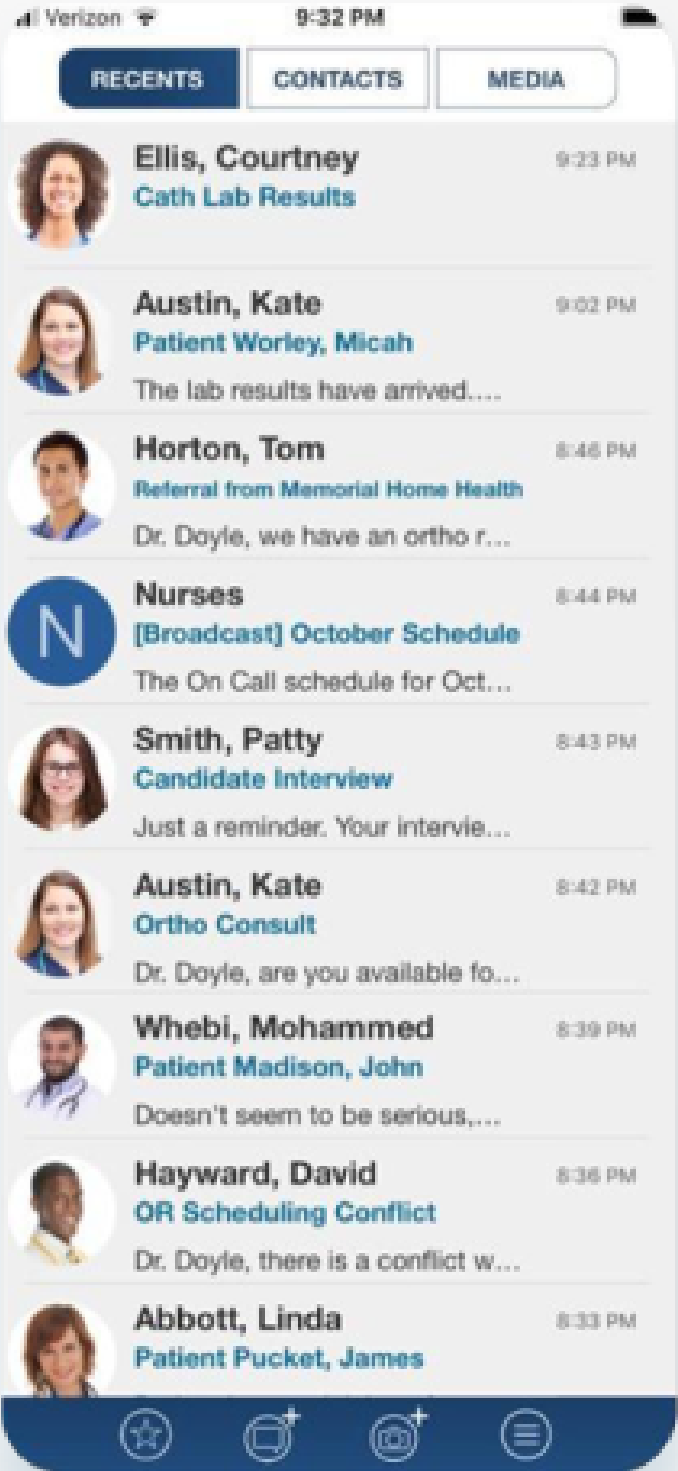 Verizon 9:32 PM
RECENTS CONTACTS MEDIA
Ellis, Courtney 9:23 PM
Cath Lab Results
Austin, Kate 9:02 PM
Patient Worley, Micah
The lab results have arrived....
Horton, Tom 8:46 PM
Referral from Memorial Home Health
Dr. Doyle, we have an ortho r...
N
Nurses 8:44 PM
[Broadcast] October Schedule
The On Call schedule for Oct...
Smith, Patty 8:43 PM
Candidate Interview
Just a reminder. Your intervie...
Austin, Kate 8:42 PM
Ortho Consult
Dr. Doyle, are you available fo...
Whebi, Mohammed 8:39 PM
Patient Madison, John
Doesn't seem to be serious,...
Hayward, David 8:36 PM
OR Scheduling Conflict
Dr. Doyle, there is a conflict w...
Abbott, Linda 8:33 PM
Patient Pucket, James